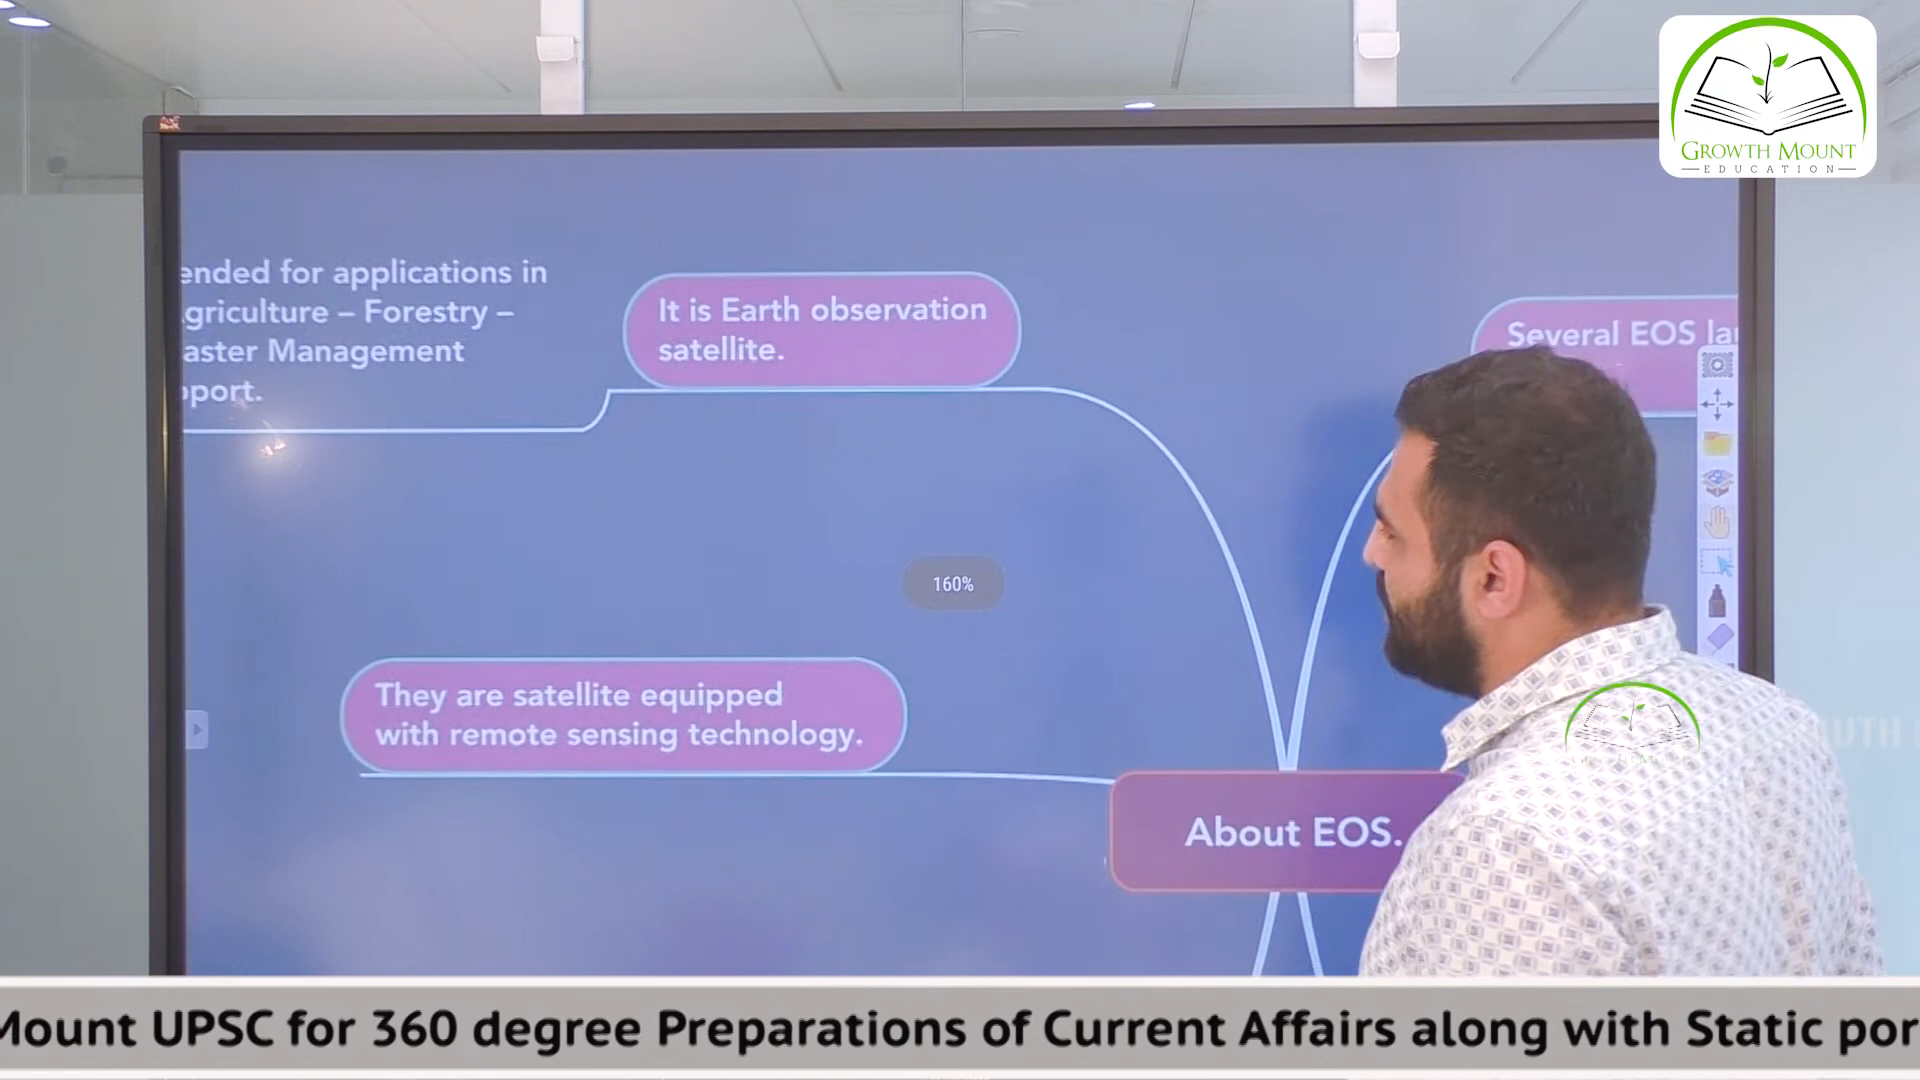 GROWTH MOUNT
EDUCATION
ended for applications in
griculture – Forestry –
aster Management
pport.
It is Earth observation
satellite.
Several EOS la
160%
They are satellite equipped
with remote sensing technology.
About EOS.
Mount UPSC for 360 degree Preparations of Current Affairs along with Static por